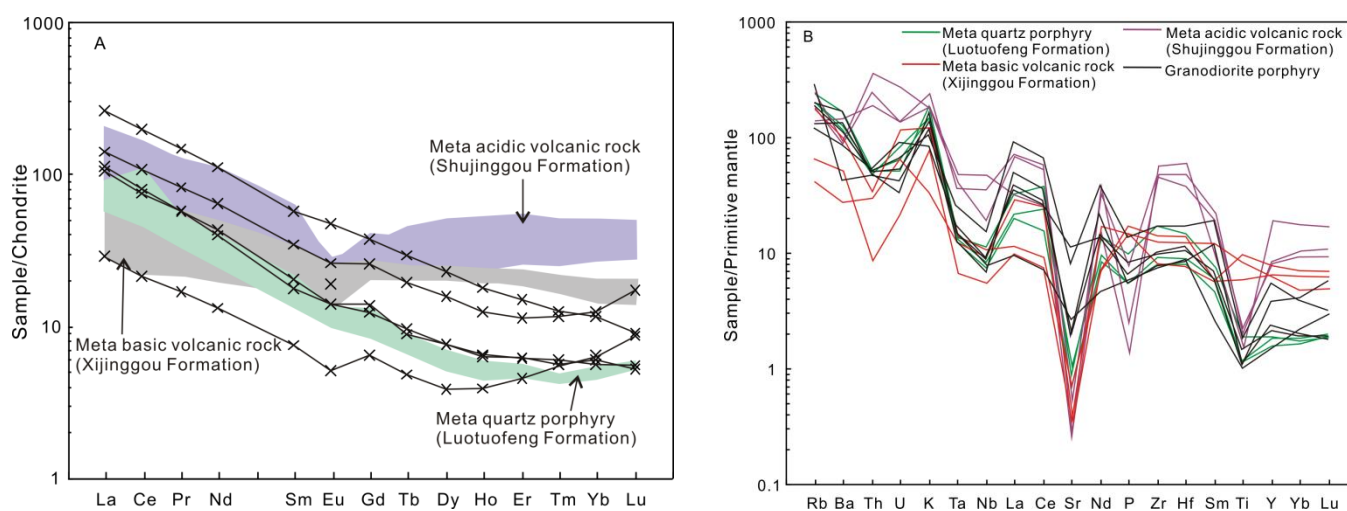 A
1000
100
10
1
Sample/Chondrite
Meta acidic volcanic rock
(Shujinggou Formation)
Meta basic volcanic rock
(Xijinggou Formation)
Meta quartz porphyry
(Luotuofeng Formation)
La Ce Pr Nd Sm Eu Gd Tb Dy Ho Er Tm Yb Lu
B
1000
100
10
1
0.1
Sample/Primitive mantle
Meta quartz porphyry
(Luotuofeng Formation)
Meta basic volcanic rock
(Xijinggou Formation)
Meta acidic volcanic rock
(Shujinggou Formation)
Granodiorite porphyry
Rb Ba Th U K Ta Nb La Ce Sr Nd P Zr Hf Sm Ti Y Yb Lu